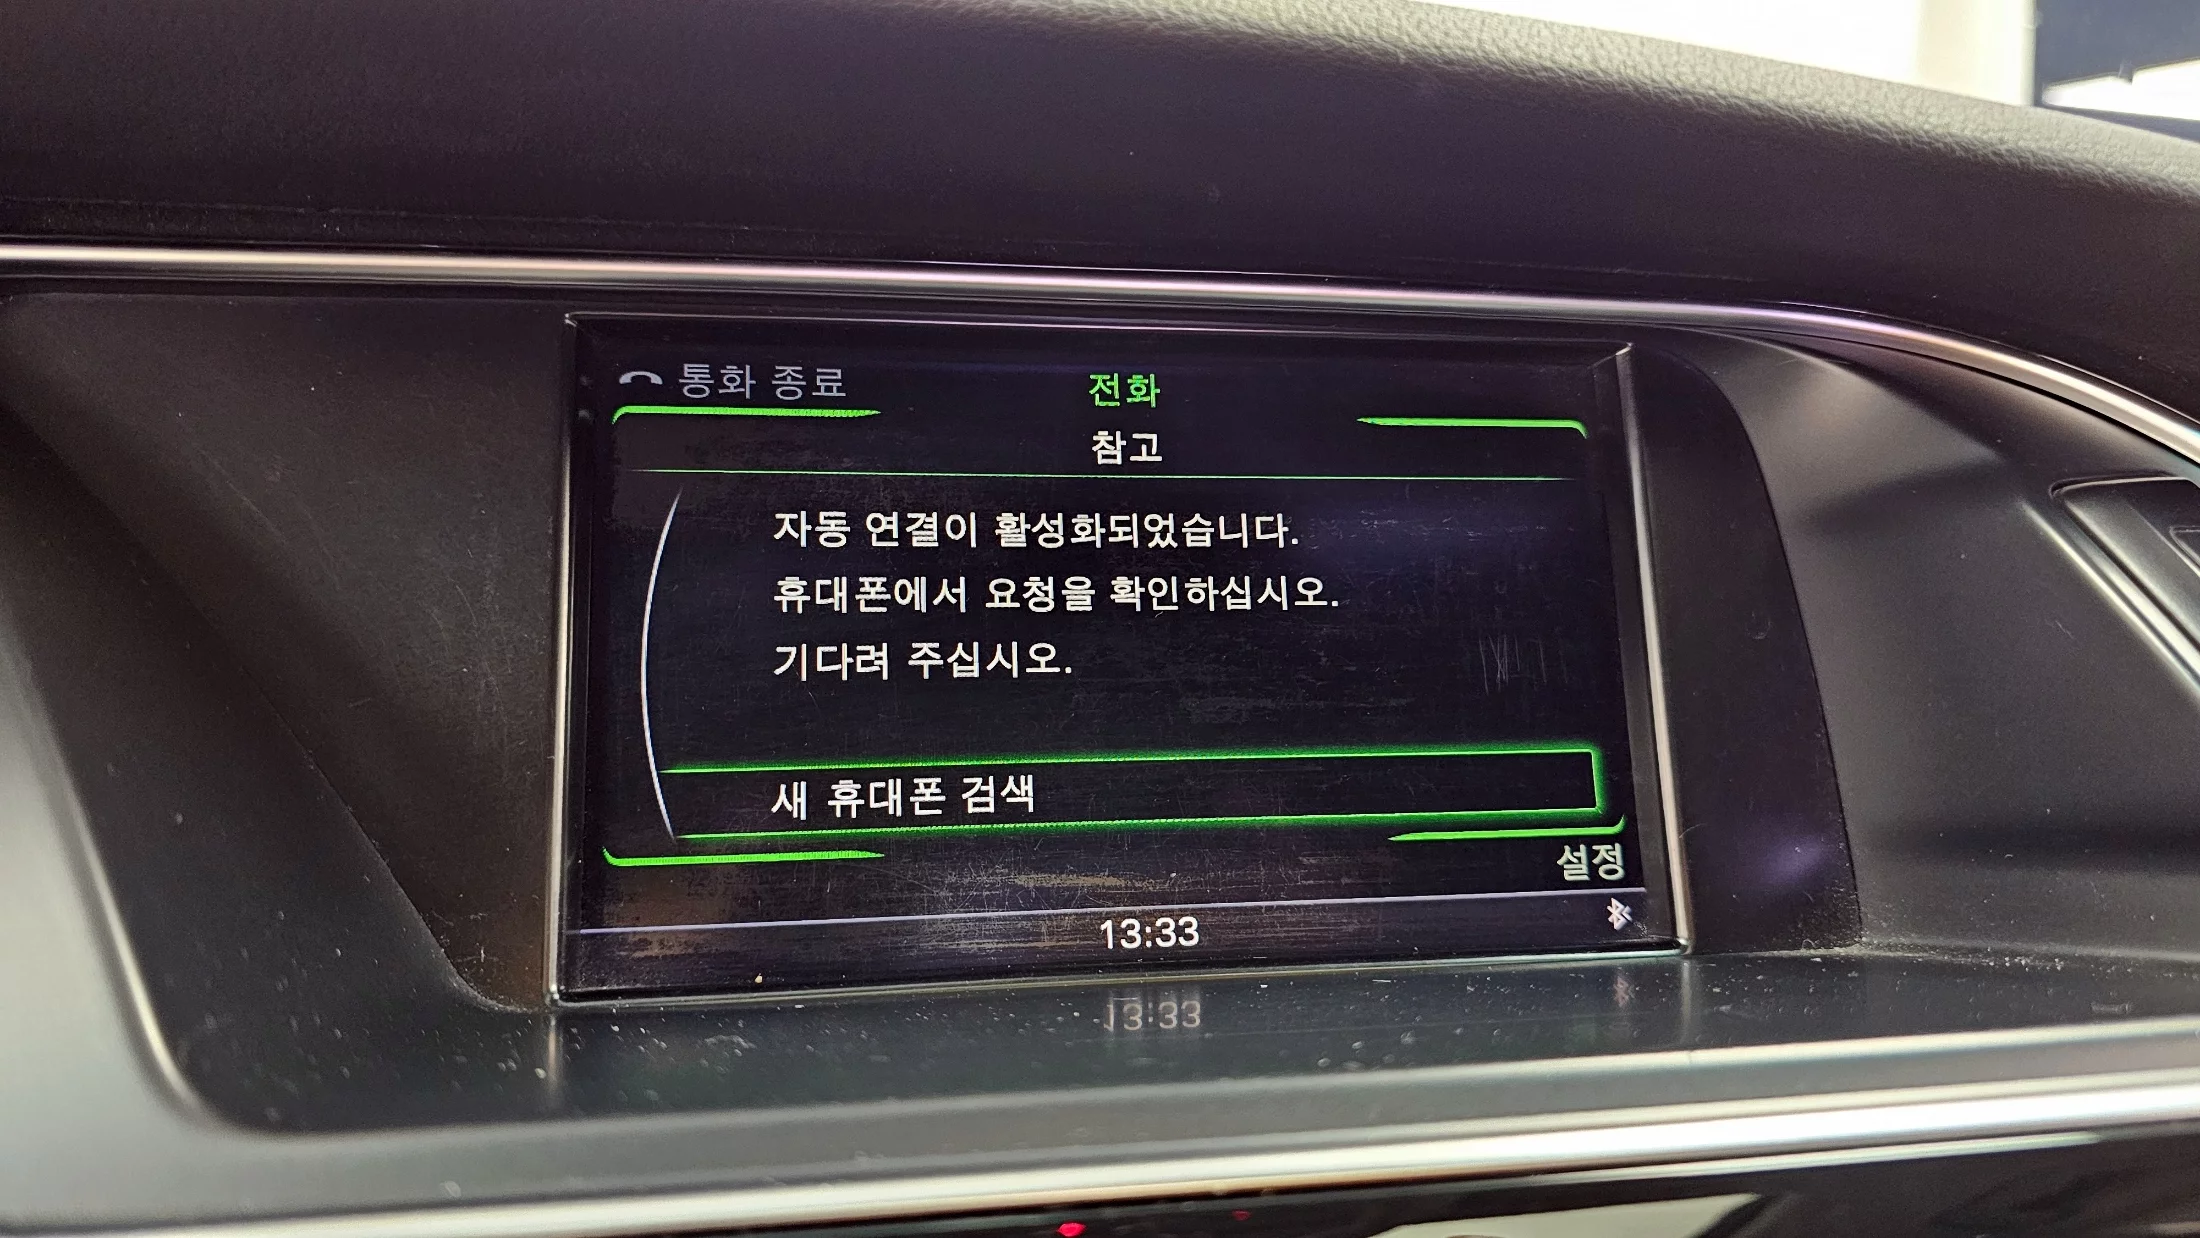 통화 종료
전화
참고
자동 연결이 활성화되었습니다.
휴대폰에서 요청을 확인하십시오.
기다려 주십시오.
새 휴대폰 검색
설정
13:33